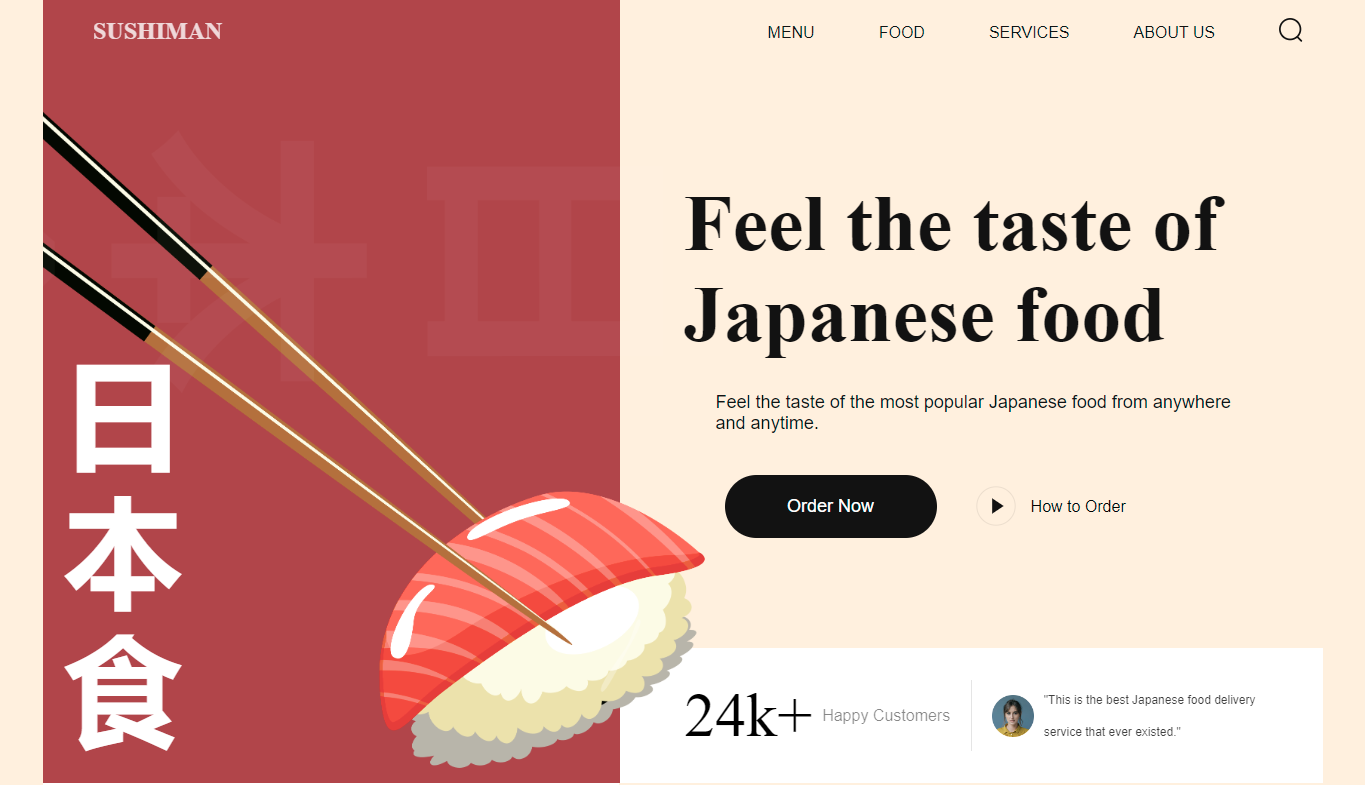 SUSHIMAN
MENU FOOD SERVICES ABOUT US
日本食
Feel the taste of
Japanese food
Feel the taste of the most popular Japanese food from anywhere
and anytime.
Order Now
How to Order
24k+ Happy Customers
"This is the best Japanese food delivery
service that ever existed."